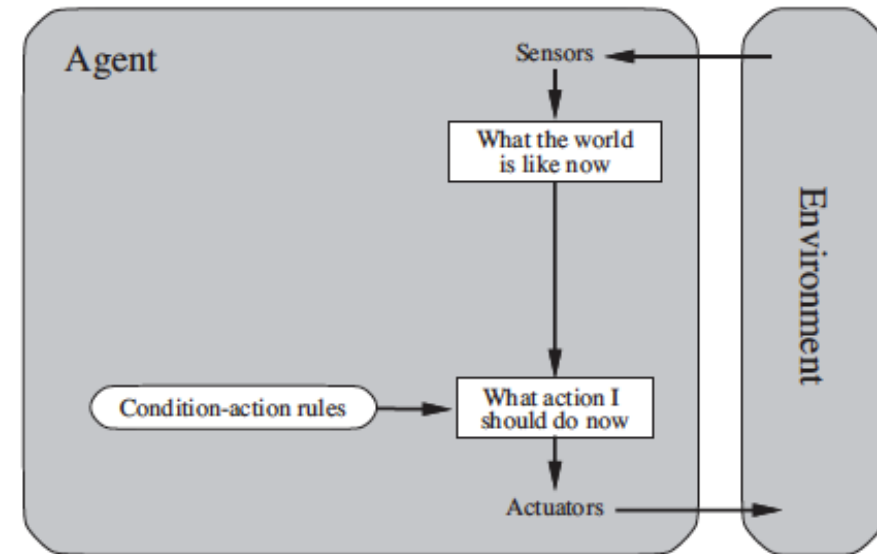 Agent
Sensors
What the world
is like now
Environment
Condition-action rules
What action I
should do now
Actuators